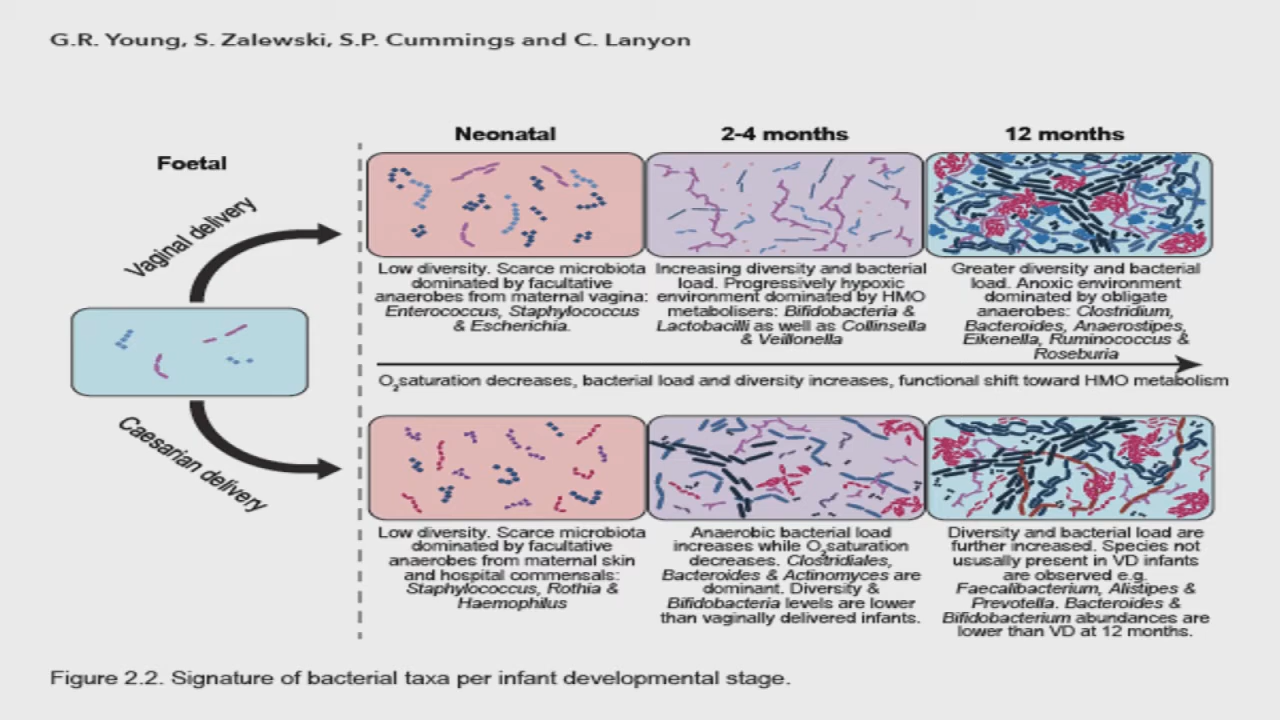 G.R. Young, S. Zalewski, S.P. Cummings and C. Lanyon
Foetal
Vaginal delivery
Caesarian delivery
Neonatal
2-4 months
12 months
Low diversity. Scarce microbiota
dominated by facultative
anaerobes from maternal vagina:
Enterococcus, Staphylococcus
& Escherichia.
Increasing diversity and bacterial
load. Progressively hypoxic
environment dominated by HMO
metabolisers: Bifidobacteria &
Lactobacilli as well as Collinsella
& Veillonella
Greater diversity and bacterial
load. Anoxic environment
dominated by obligate
anaerobes: Clostridium,
Bacteroides, Anaerostipes,
Eikenella, Ruminococcus &
Roseburia
O₂saturation decreases, bacterial load and diversity increases, functional shift toward HMO metabolism
Low diversity. Scarce microbiota
dominated by facultative
anaerobes from maternal skin
and hospital commensals:
Staphylococcus, Rothia &
Haemophilus
Anaerobic bacterial load
increases while O₂saturation
decreases. Clostridiales,
Bacteroides & Actinomyces are
dominant. Diversity &
Bifidobacteria levels are lower
than vaginally delivered infants.
Diversity and bacterial load are
further increased. Species not
ususally present in VD infants
are observed e.g.
Faecalibacterium, Alistipes &
Prevotella. Bacteroides &
Bifidobacterium abundances are
lower than VD at 12 months.
Figure 2.2. Signature of bacterial taxa per infant developmental stage.